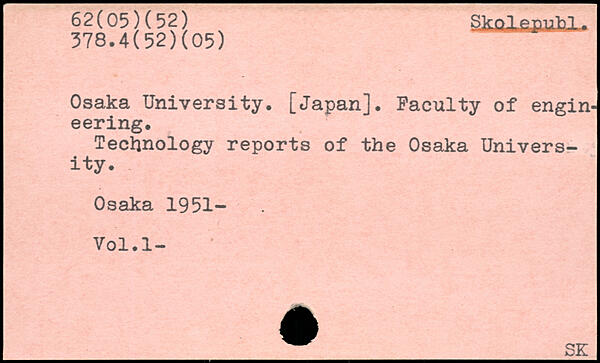 62(05)(52)
Skolepubl.
378.4(52)(05)
Osaka University. [Japan]. Faculty of engin-
eering.
Technology reports of the Osaka Univers-
ity.
Osaka 1951-
Vol.1-
SK